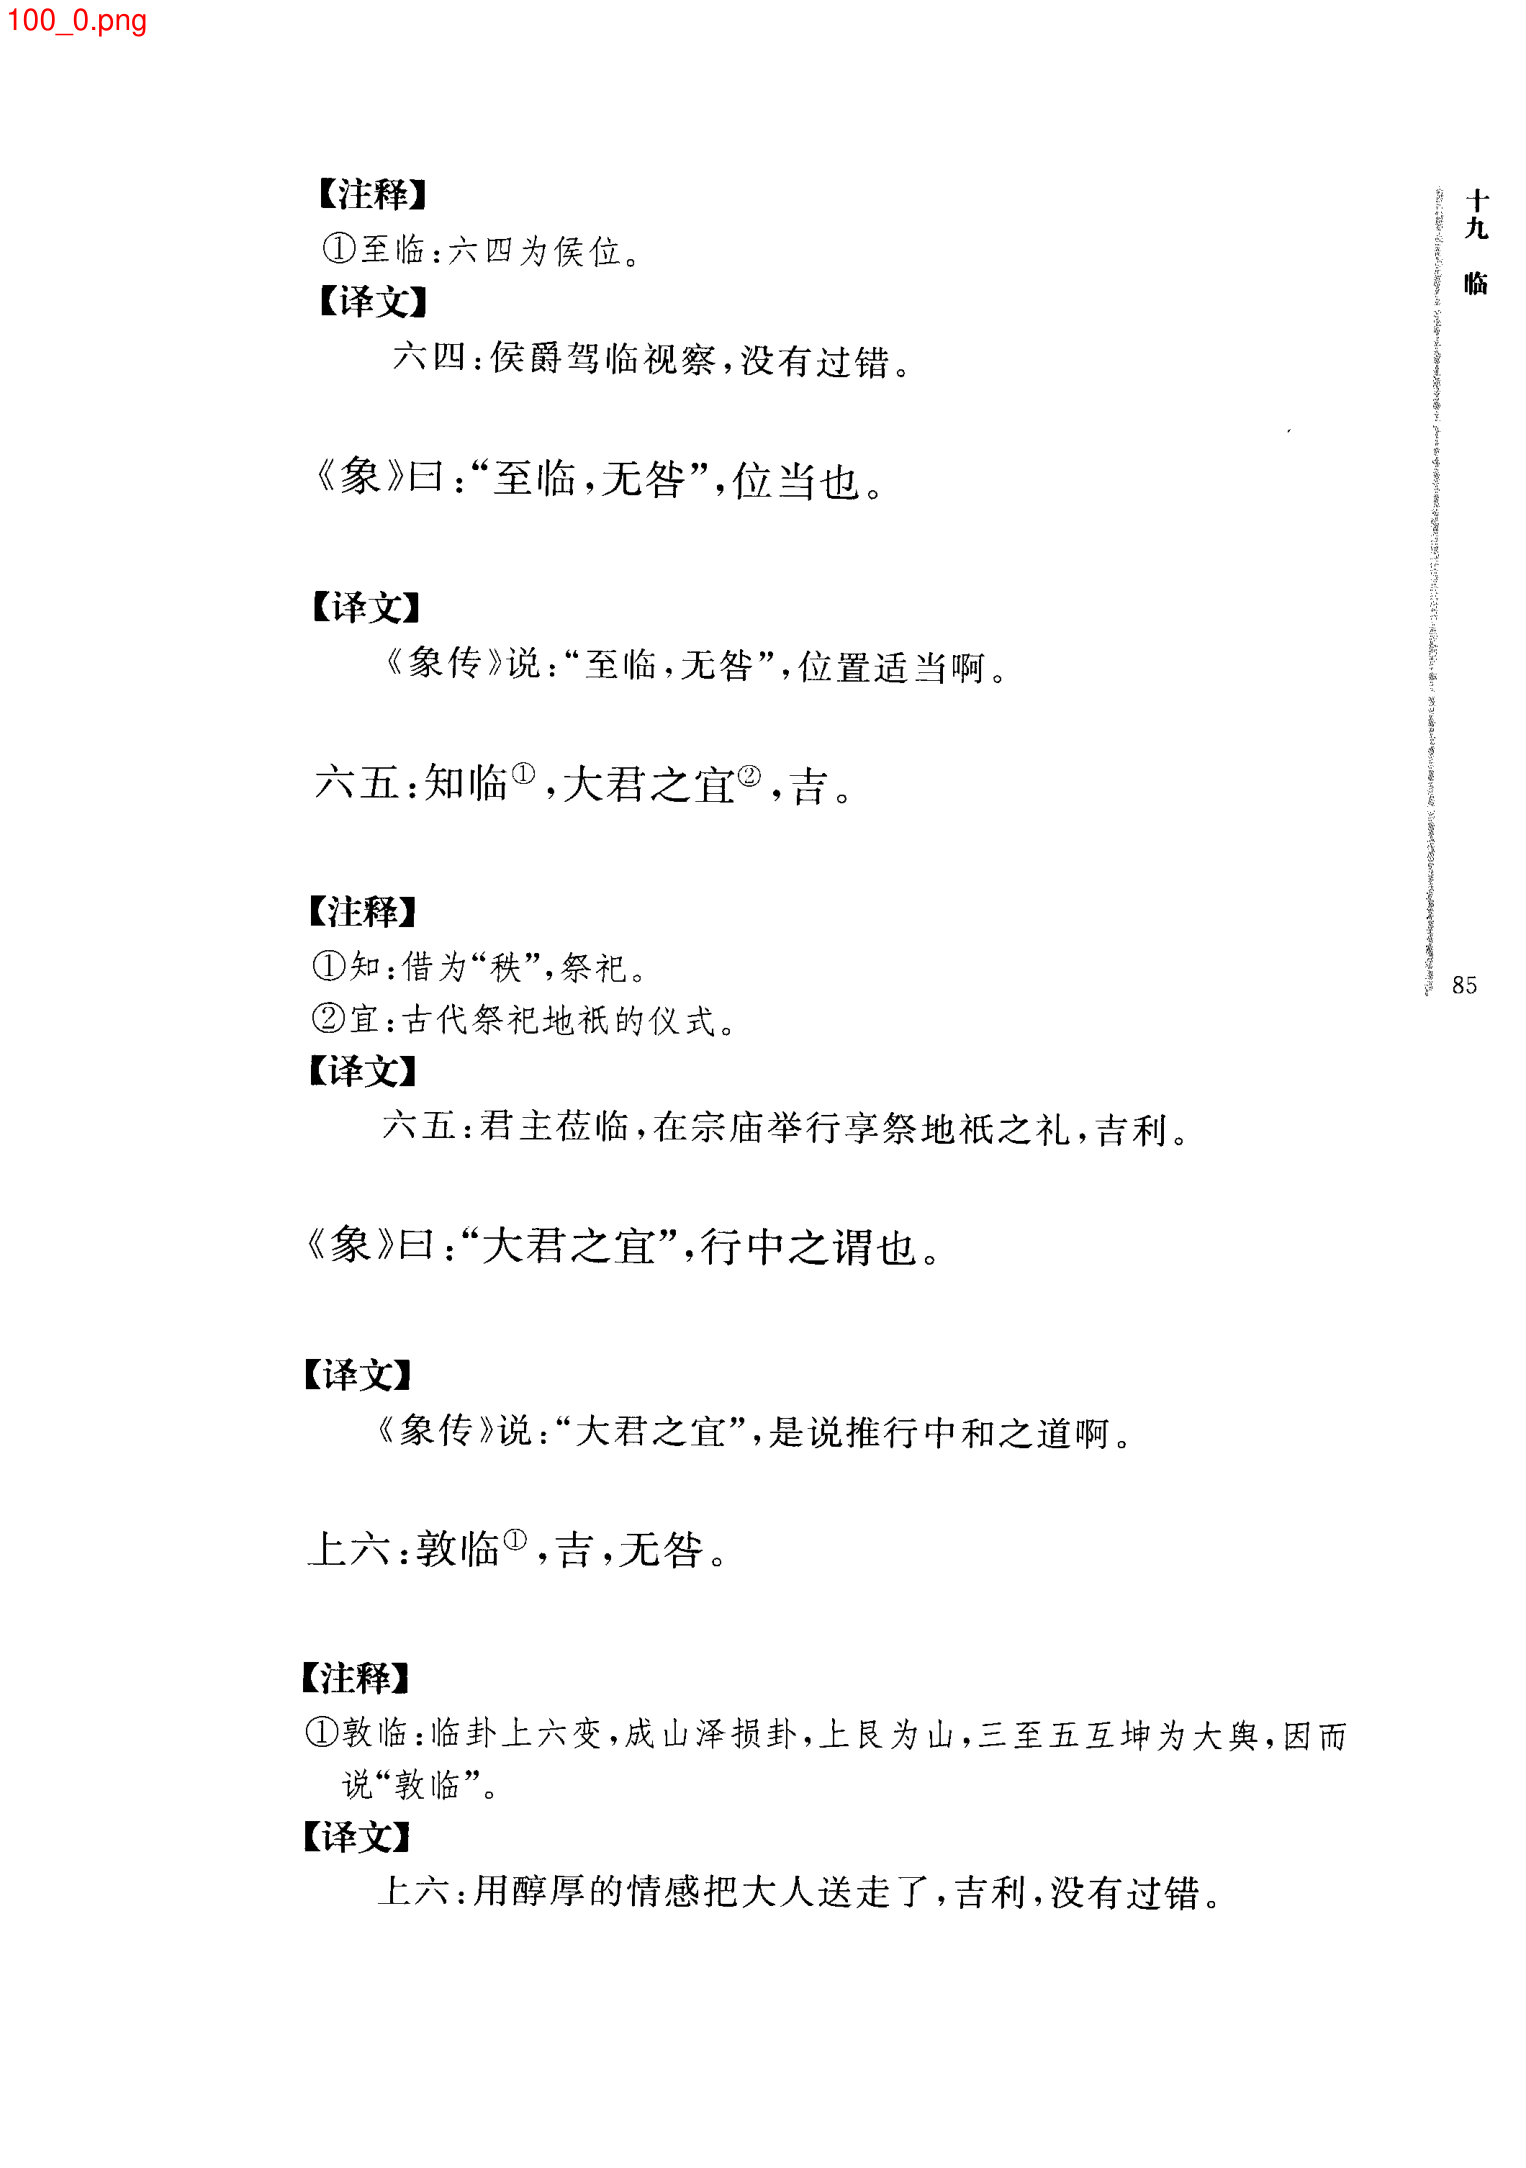 100_0.png
【注释】
①至临：六四为侯位。
【译文】
六四：侯爵驾临视察，没有过错。
《象》曰：“至临，无咎”，位当也。
【译文】
《象传》说：“至临，无咎”，位置适当啊。
六五：知临①，大君之宜②，吉。
【注释】
①知：借为“秩”，祭祀。
②宜：古代祭祀地祇的仪式。
【译文】
六五：君主莅临，在宗庙举行享祭地祇之礼，吉利。
《象》曰：“大君之宜”，行中之谓也。
【译文】
《象传》说：“大君之宜”，是说推行中和之道啊。
上六：敦临①，吉，无咎。
【注释】
①敦临：临卦上六变，成山泽损卦，上艮为山，三至五互坤为大舆，因而
说“敦临”。
【译文】
上六：用醇厚的情感把大人送走了，吉利，没有过错。
十九 临
85